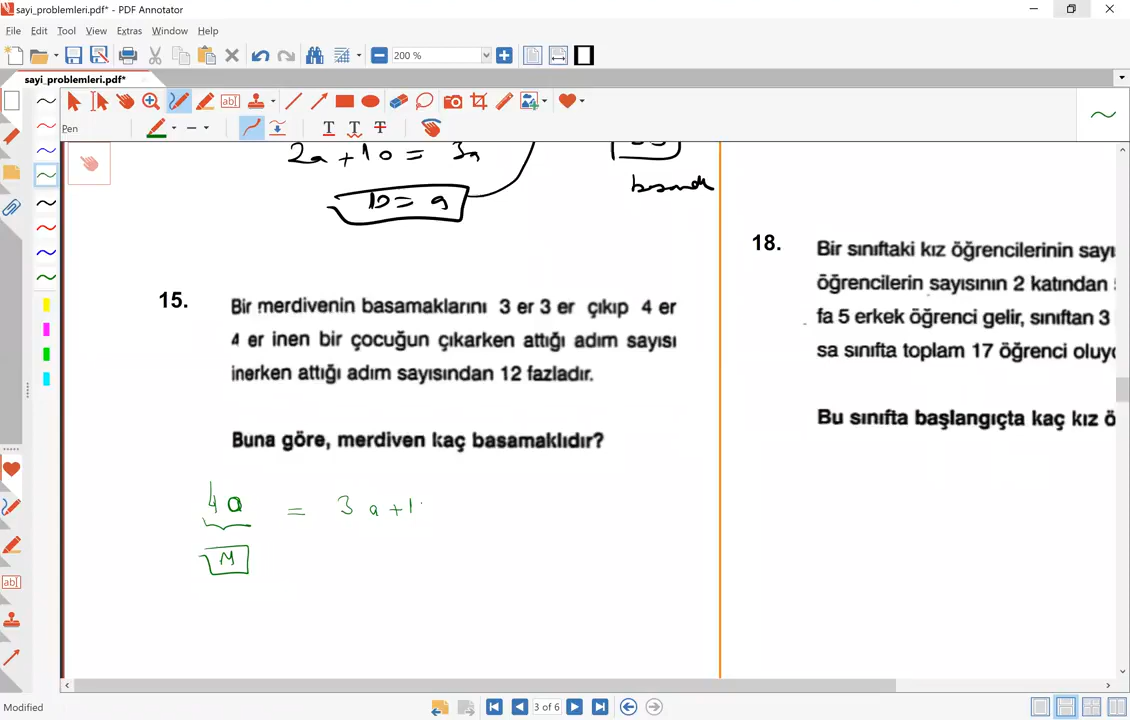 sayi_problemleri.pdf* - PDF Annotator
File Edit Tool View Extras Window Help
200 %
sayi_problemleri.pdf*
Pen
2a + 10 = 3a
10 = a
basamak
15.
Bir merdivenin basamaklarını 3 er 3 er çıkıp 4 er
4 er inen bir çocuğun çıkarken attığı adım sayısı
inerken attığı adım sayısından 12 fazladır.
Buna göre, merdiven kaç basamaklıdır?
4a = 3a+1
M
18.
Bir sınıftaki kız öğrencilerinin sayı
öğrencilerin sayısının 2 katından
fa 5 erkek öğrenci gelir, sınıftan 3
sa sınıfta toplam 17 öğrenci oluyo
Bu sınıfta başlangıçta kaç kız ö
Modified
3 of 6